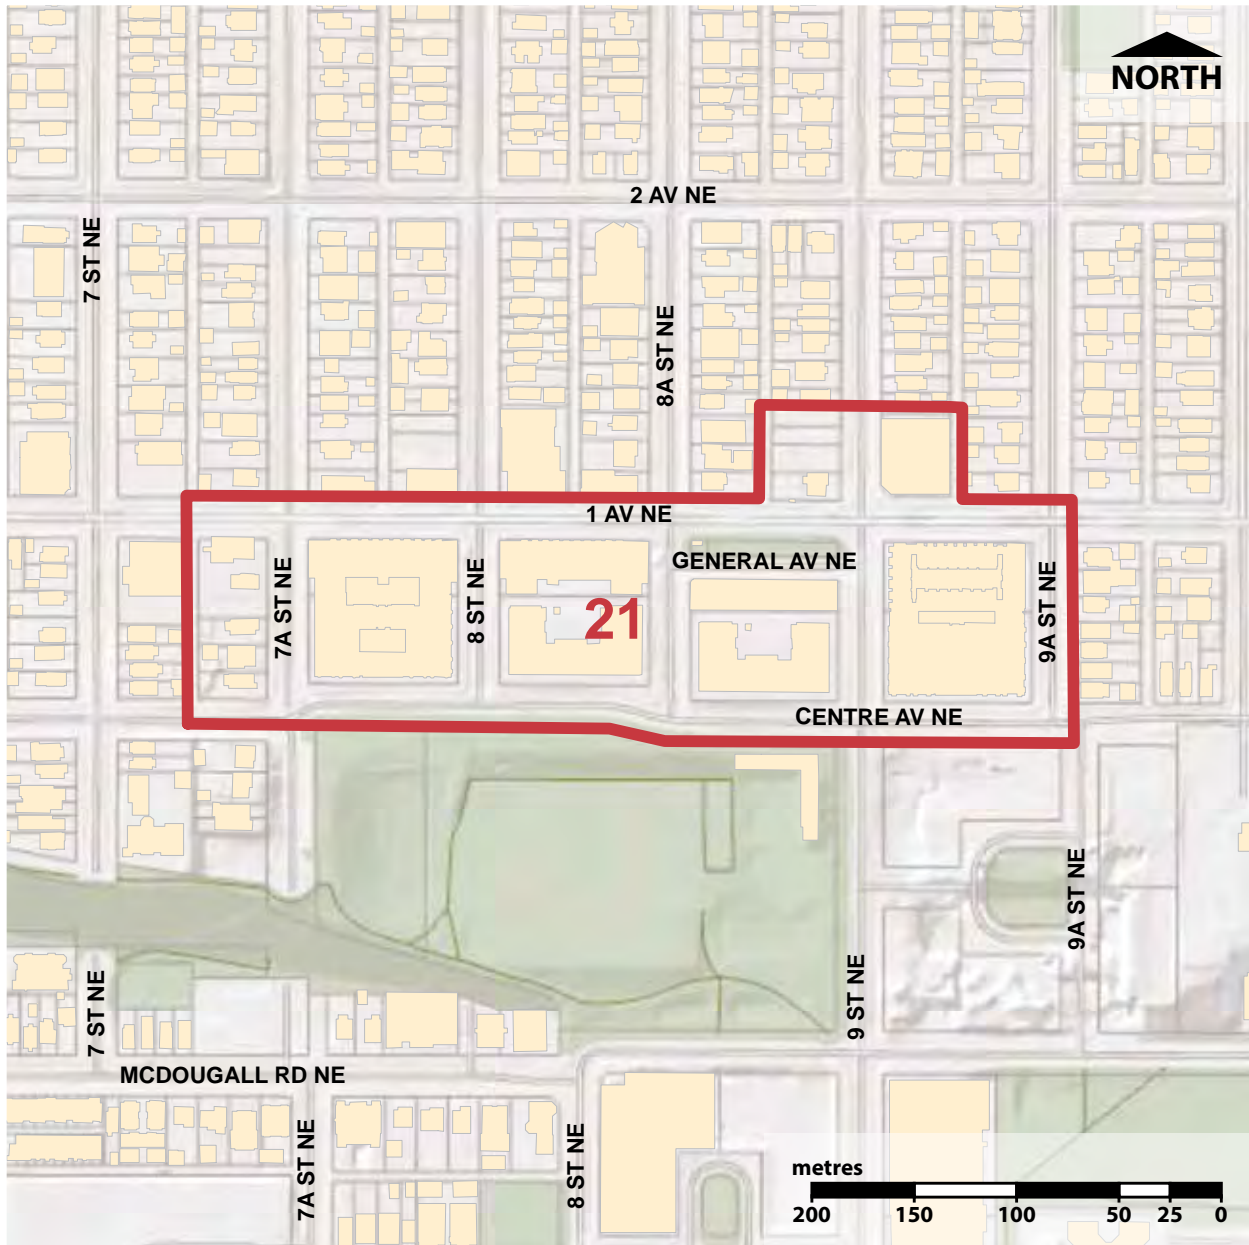 NORTH
2 AV NE
7 ST NE
8A ST NE
1 AV NE
GENERAL AV NE
7A ST NE
8 ST NE
21
9A ST NE
CENTRE AV NE
9A ST NE
7 ST NE
9 ST NE
MCDOUGALL RD NE
7A ST NE
8 ST NE
metres
200 150 100 50 25 0